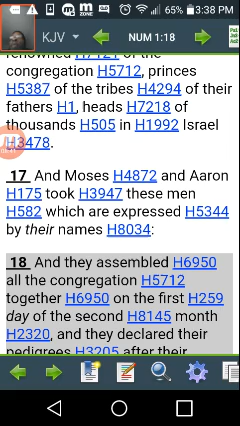 65% 3:38 PM
KJV NUM 1:18
renowned H7121 of the
congregation H5712, princes
H5387 of the tribes H4294 of their
fathers H1, heads H7218 of
thousands H505 in H1992 Israel
H3478.
17 And Moses H4872 and Aaron
H175 took H3947 these men
H582 which are expressed H5344
by their names H8034:
18 And they assembled H6950
all the congregation H5712
together H6950 on the first H259
day of the second H8145 month
H2320, and they declared their
pedigrees H3205 after their